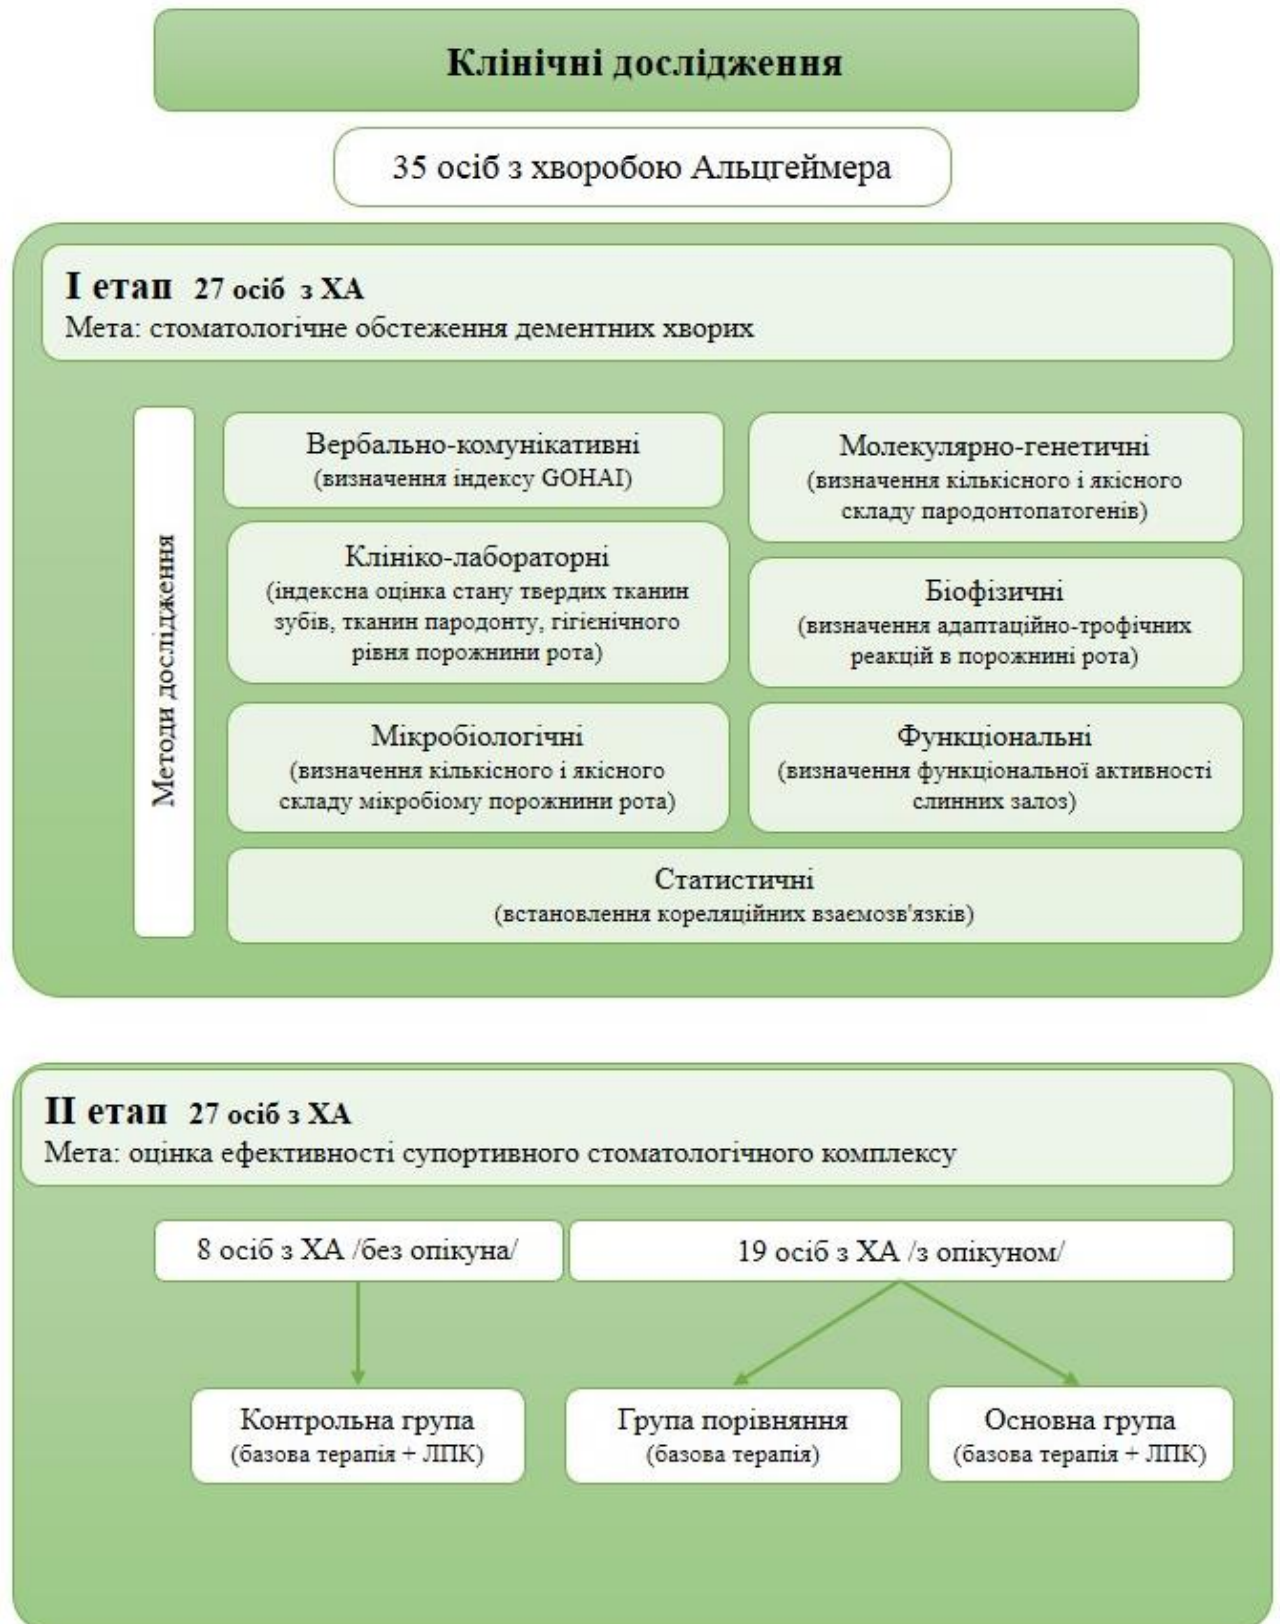 Клінічні дослідження
35 осіб з хворобою Альцгеймера
І етап 27 осіб з ХА
Мета: стоматологічне обстеження дементних хворих
Методи дослідження
Вербально-комунікативні
(визначення індексу GOHAI)
Клініко-лабораторні
(індексна оцінка стану твердих тканин
зубів, тканин пародонту, гігієнічного
рівня порожнини рота)
Мікробіологічні
(визначення кількісного і якісного
складу мікробіому порожнини рота)
Молекулярно-генетичні
(визначення кількісного і якісного
складу пародонтопатогенів)
Біофізичні
(визначення адаптаційно-трофічних
реакцій в порожнині рота)
Функціональні
(визначення функціональної активності
слинних залоз)
Статистичні
(встановлення кореляційних взаємозв'язків)
ІІ етап 27 осіб з ХА
Мета: оцінка ефективності супортивного стоматологічного комплексу
8 осіб з ХА /без опікуна/
19 осіб з ХА /з опікуном/
Контрольна група
(базова терапія + ЛПК)
Група порівняння
(базова терапія)
Основна група
(базова терапія + ЛПК)